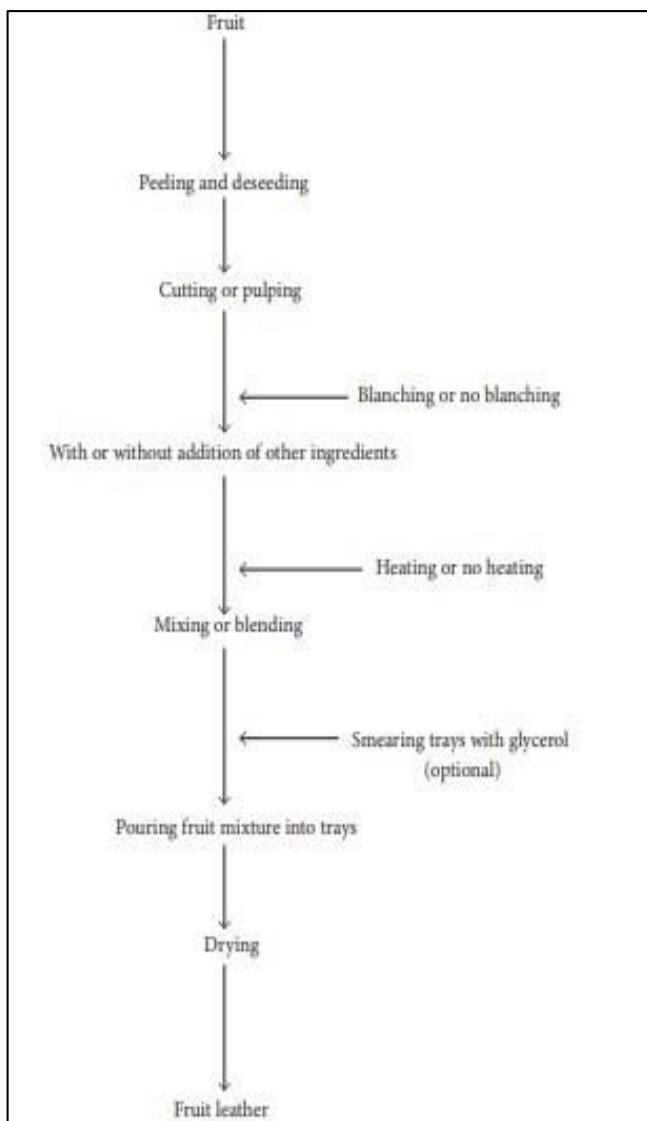 Fruit
Peeling and deseeding
Cutting or pulping
Blanching or no blanching
With or without addition of other ingredients
Heating or no heating
Mixing or blending
Smearing trays with glycerol
(optional)
Pouring fruit mixture into trays
Drying
Fruit leather